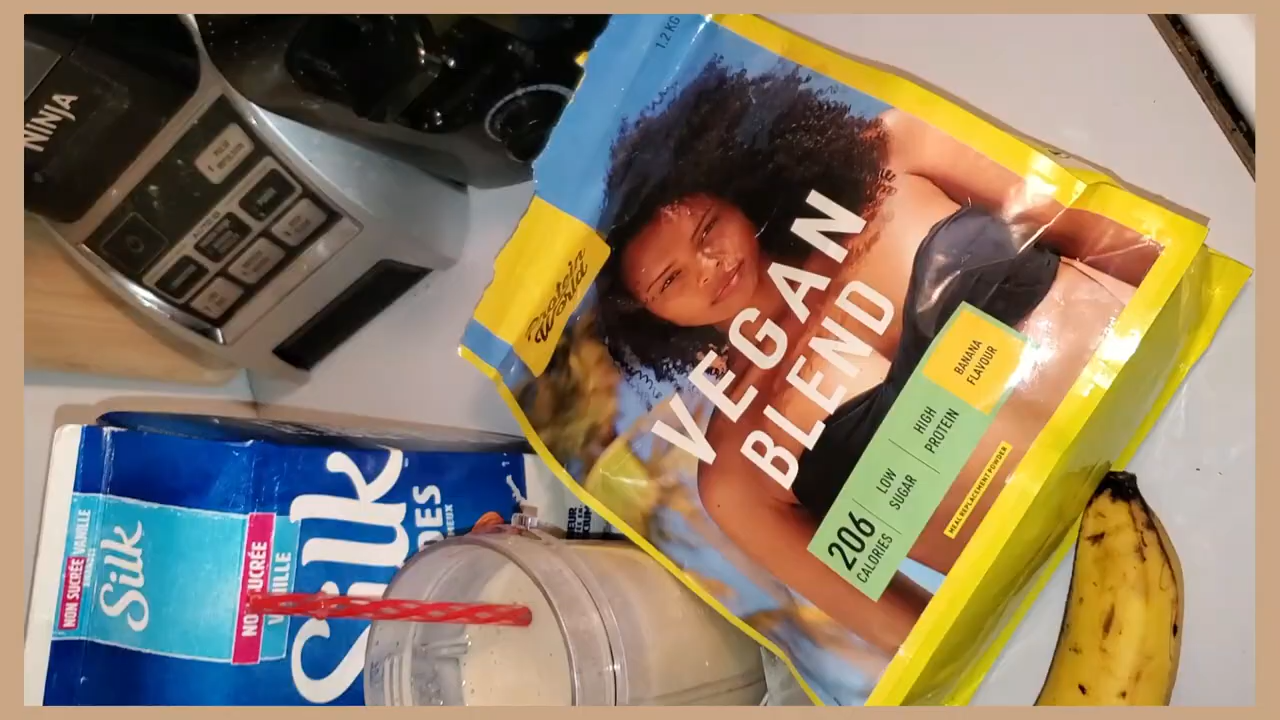 NINJA
1.2 KG
Protein
World
VEGAN
BLEND
BANANA
FLAVOUR
HIGH
PROTEIN
LOW
SUGAR
206
CALORIES
MEAL REPLACEMENT POWDER
NON SUCRÉE VANILLE
Silk
NON SUCRÉE
VANILLE
Silk